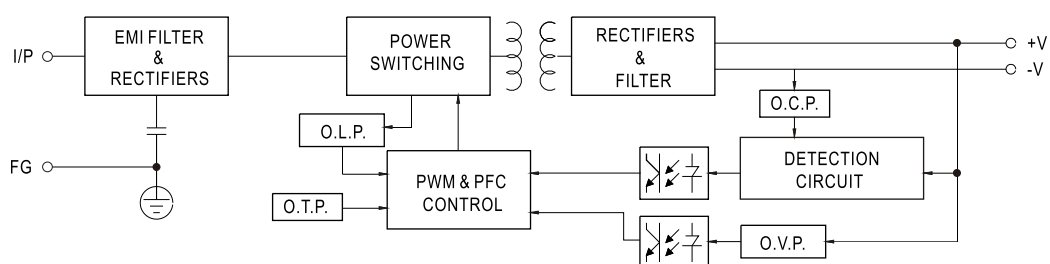 I/P
EMI FILTER
&
RECTIFIERS
POWER
SWITCHING
RECTIFIERS
&
FILTER
+V
-V
O.C.P.
O.L.P.
FG
PWM & PFC
CONTROL
DETECTION
CIRCUIT
O.T.P.
O.V.P.